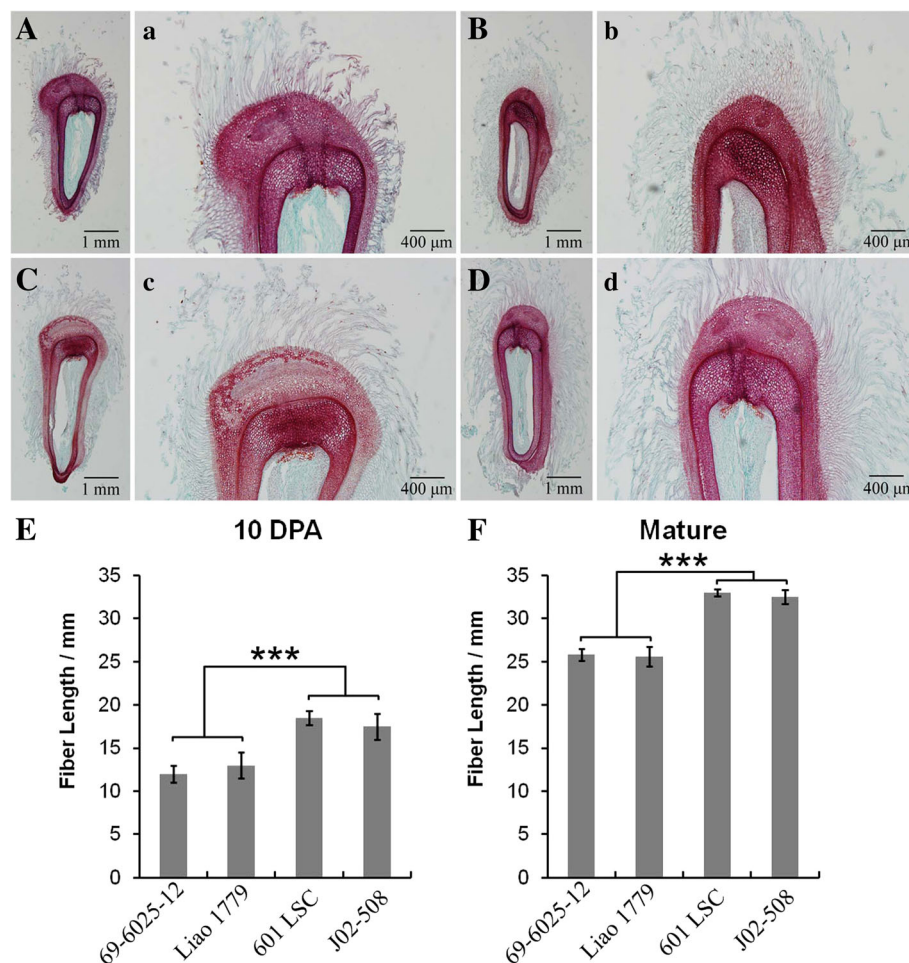 A
a
B
b
1 mm
400 μm
1 mm
400 μm
C
c
D
d
1 mm
400 μm
1 mm
400 μm
E
10 DPA
Fiber Length / mm
35
30
25
20
15
10
5
0
***
69-6025-12
Liao 1779
601 LSC
J02-508
F
Mature
Fiber Length / mm
35
30
25
20
15
10
5
0
***
69-6025-12
Liao 1779
601 LSC
J02-508